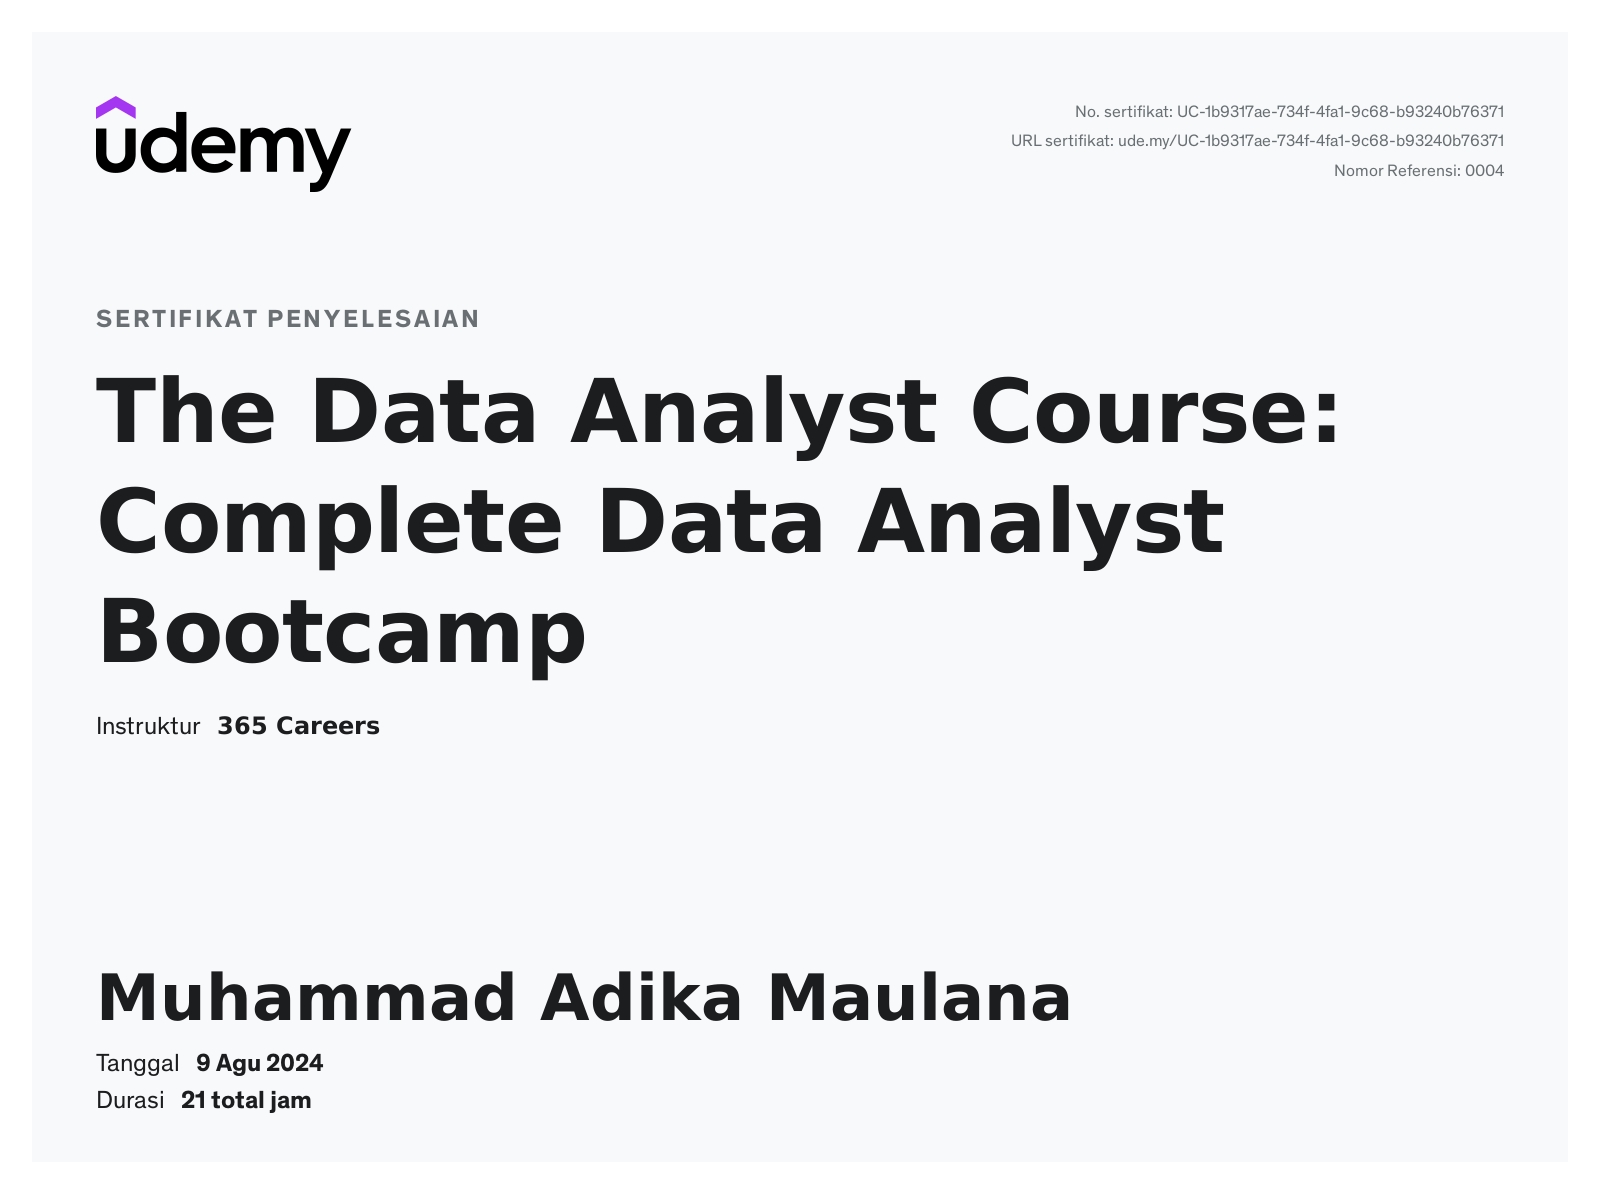 udemy
No. sertifikat: UC-1b9317ae-734f-4fa1-9c68-b93240b76371
URL sertifikat: ude.my/UC-1b9317ae-734f-4fa1-9c68-b93240b76371
Nomor Referensi: 0004
SERTIFIKAT PENYELESAIAN
The Data Analyst Course:
Complete Data Analyst
Bootcamp
Instruktur 365 Careers
Muhammad Adika Maulana
Tanggal 9 Agu 2024
Durasi 21 total jam